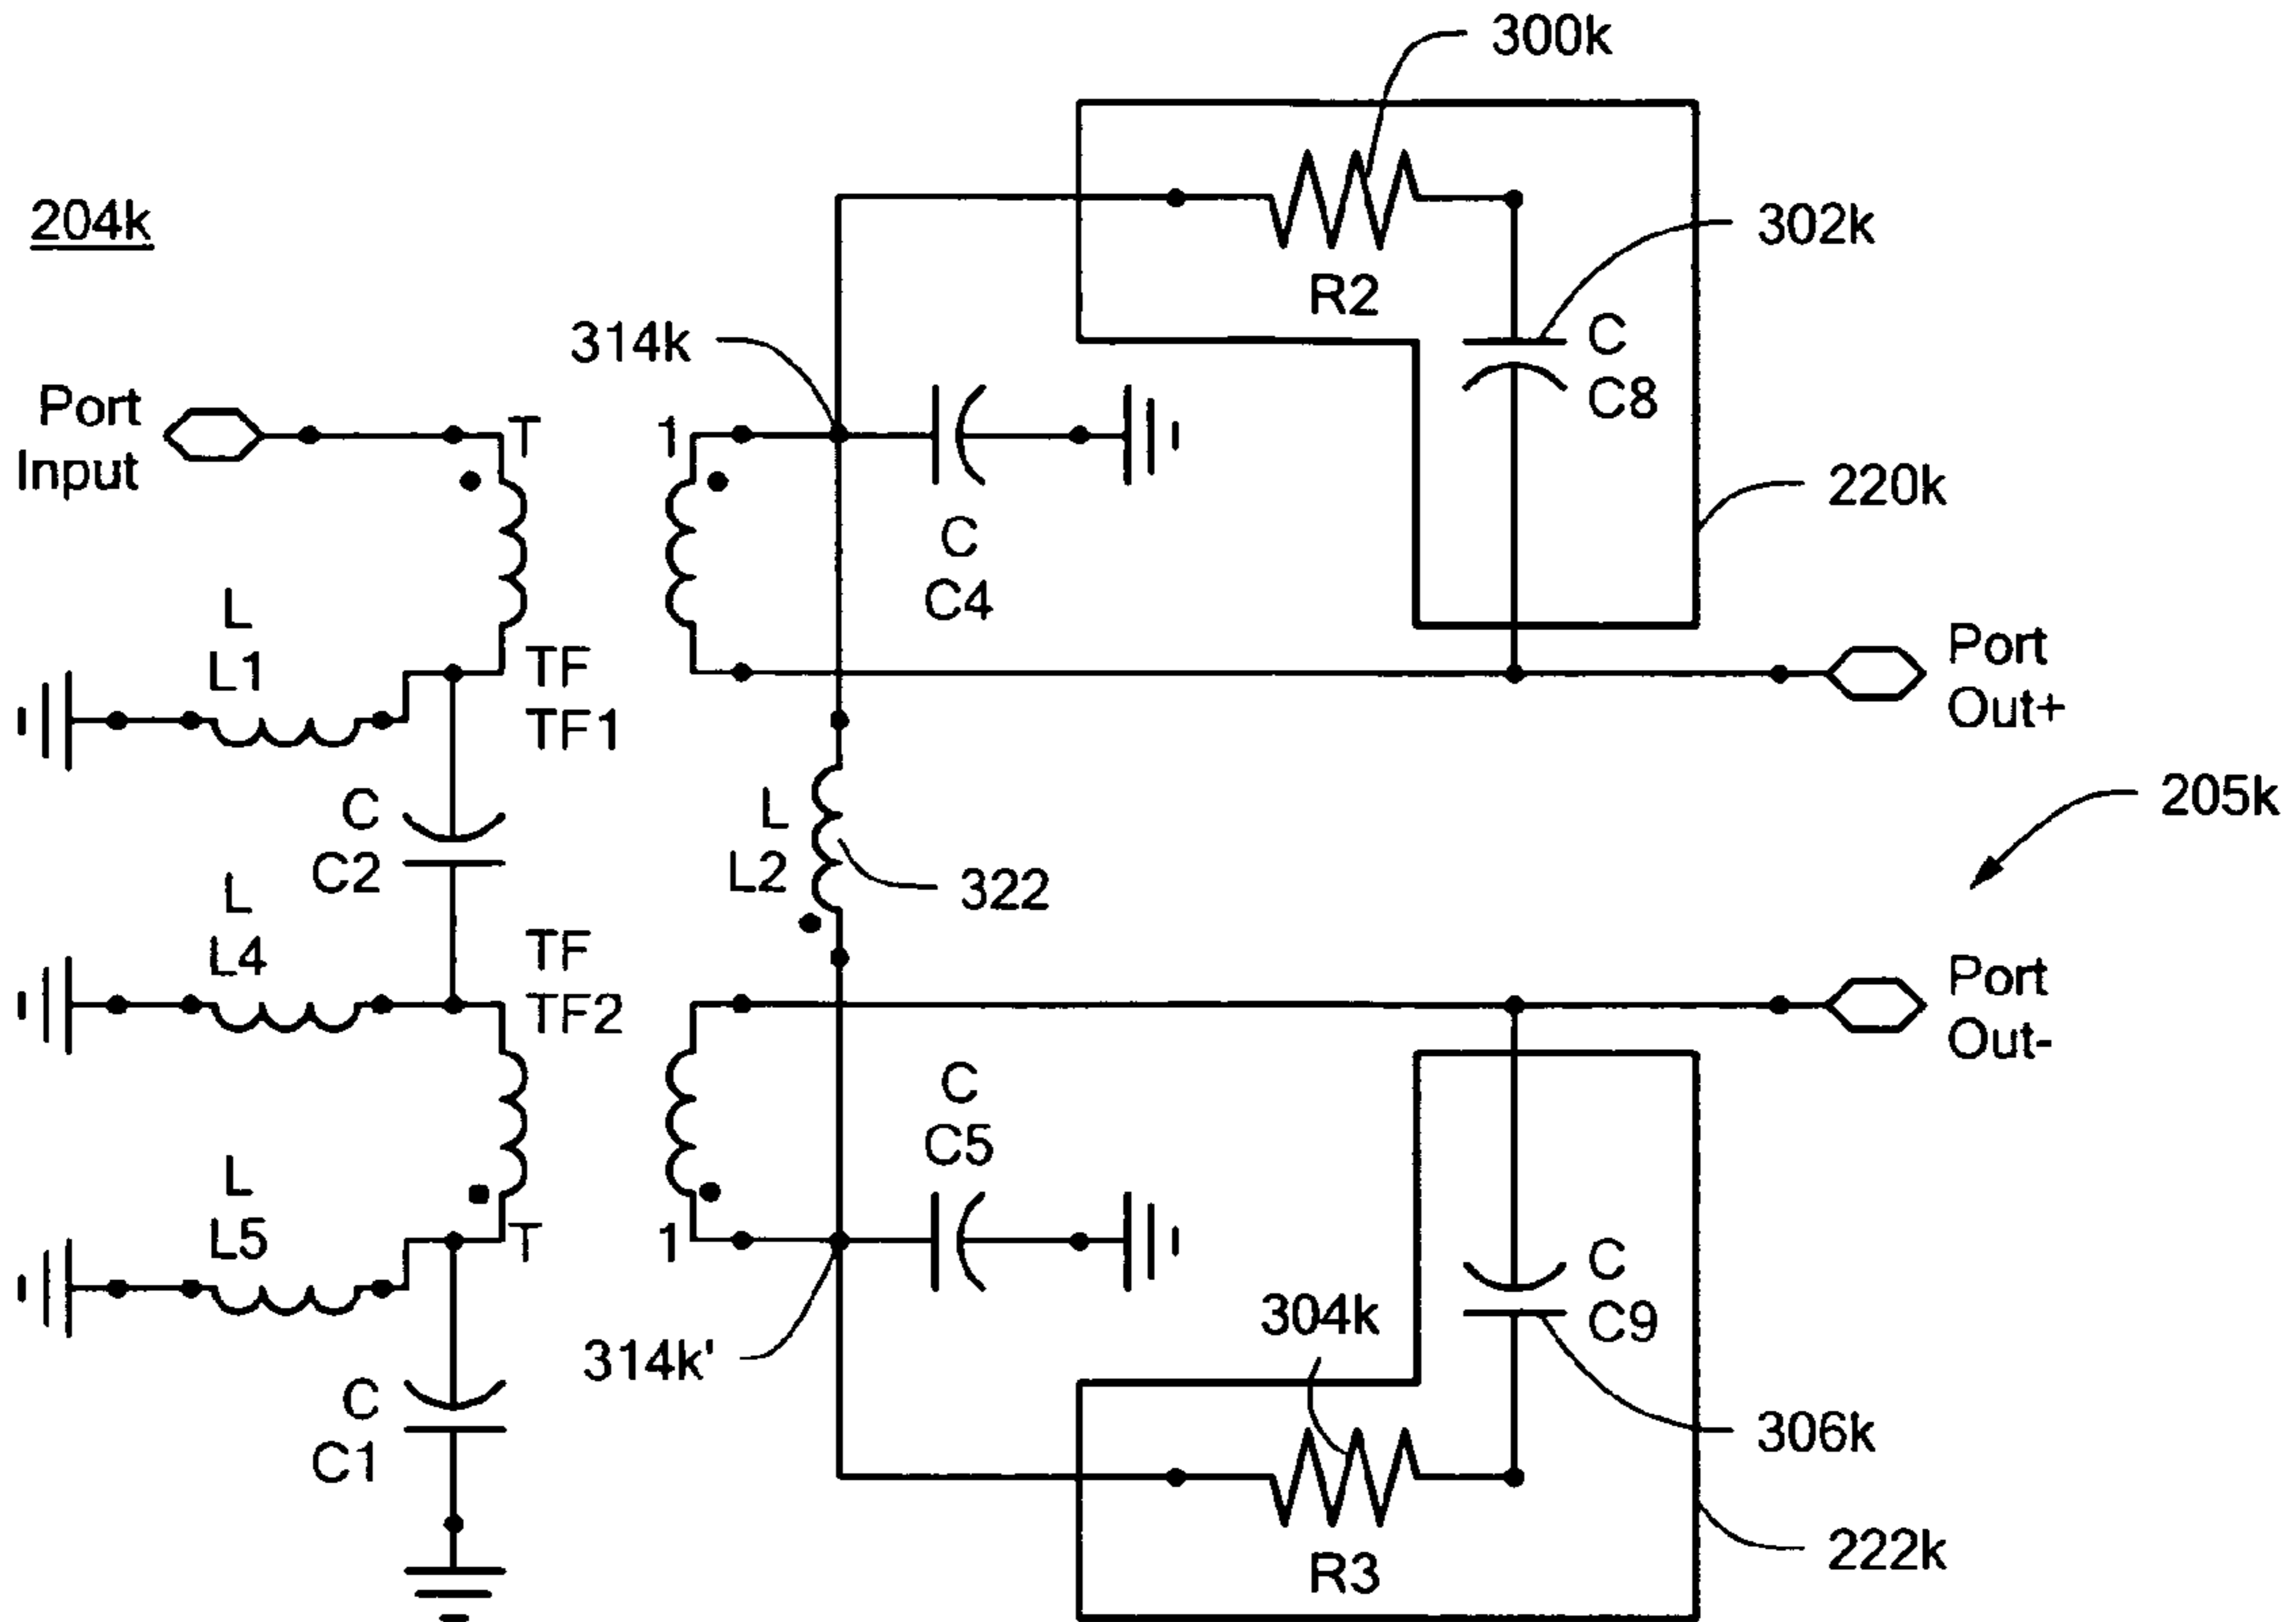 300k
204k
302k
R2
C
C8
314k
Port
Input
T
1
220k
C
C4
L
L1
TF
TF1
Port
Out+
C
C2
L
L2
322
205k
L
L4
TF
TF2
Port
Out-
C
C5
L
L5
T
1
304k
C
C9
314k'
C
C1
306k
R3
222k